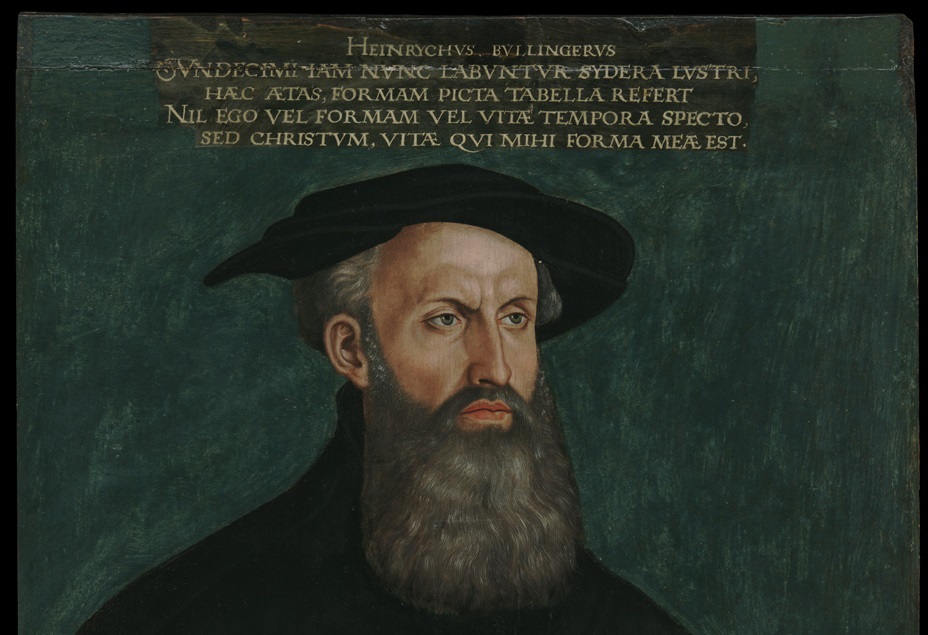 HEINRYCHVS BVLLINGERVS
VNDECIMI IAM NVNC LABVNTVR SYDERA LVSTRI,
HÆC ÆTAS, FORMAM PICTA TABELLA REFERT
NIL EGO VEL FORMAM VEL VITÆ TEMPORA SPECTO,
SED CHRISTVM, VITÆ QVI MIHI FORMA MEÆ EST.